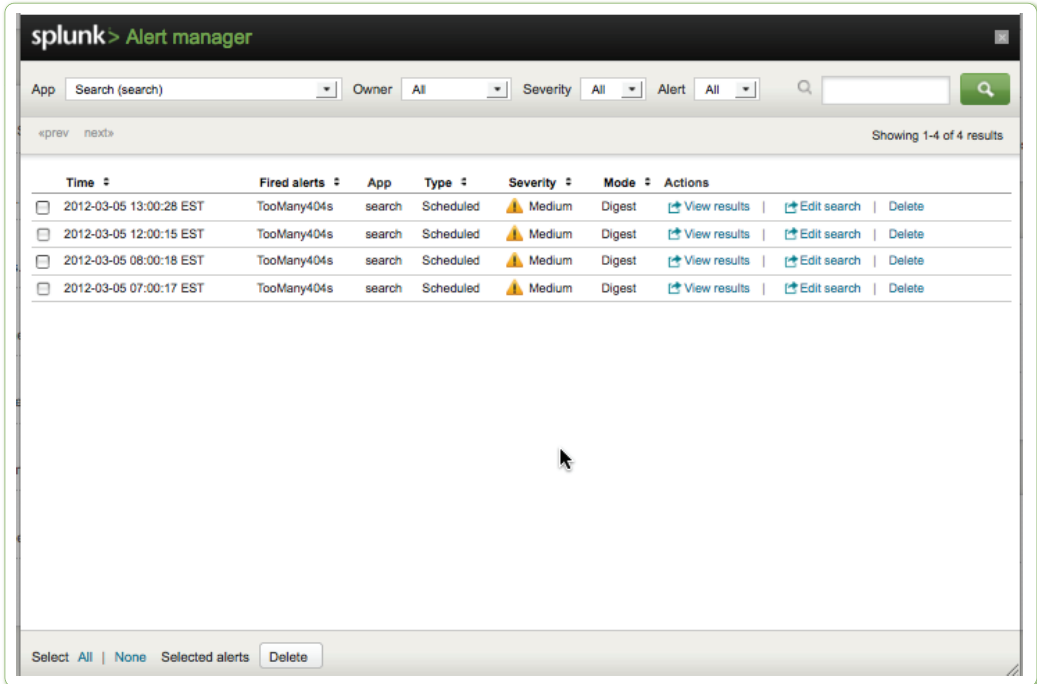 splunk> Alert manager
App Search (search) Owner All Severity All Alert All
«prev next» Showing 1-4 of 4 results
Time Fired alerts App Type Severity Mode Actions
2012-03-05 13:00:28 EST TooMany404s search Scheduled Medium Digest View results | Edit search | Delete
2012-03-05 12:00:15 EST TooMany404s search Scheduled Medium Digest View results | Edit search | Delete
2012-03-05 08:00:18 EST TooMany404s search Scheduled Medium Digest View results | Edit search | Delete
2012-03-05 07:00:17 EST TooMany404s search Scheduled Medium Digest View results | Edit search | Delete
Select All | None Selected alerts Delete